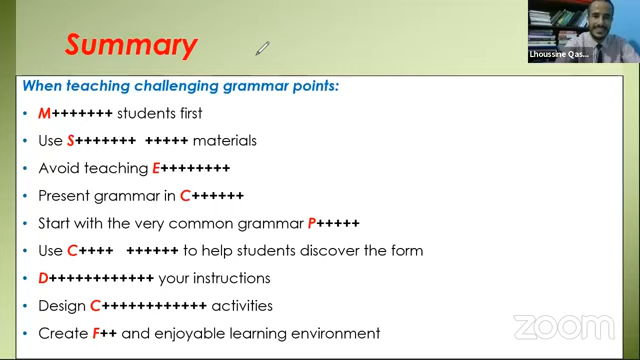 Summary
Lhoussine Qas...
When teaching challenging grammar points:
• M+++++++ students first
• Use S+++++++ +++++ materials
• Avoid teaching E++++++++
• Present grammar in C++++++
• Start with the very common grammar P+++++
• Use C++++ ++++++ to help students discover the form
• D++++++++++++ your instructions
• Design C++++++++++++ activities
• Create F++ and enjoyable learning environment
zoom